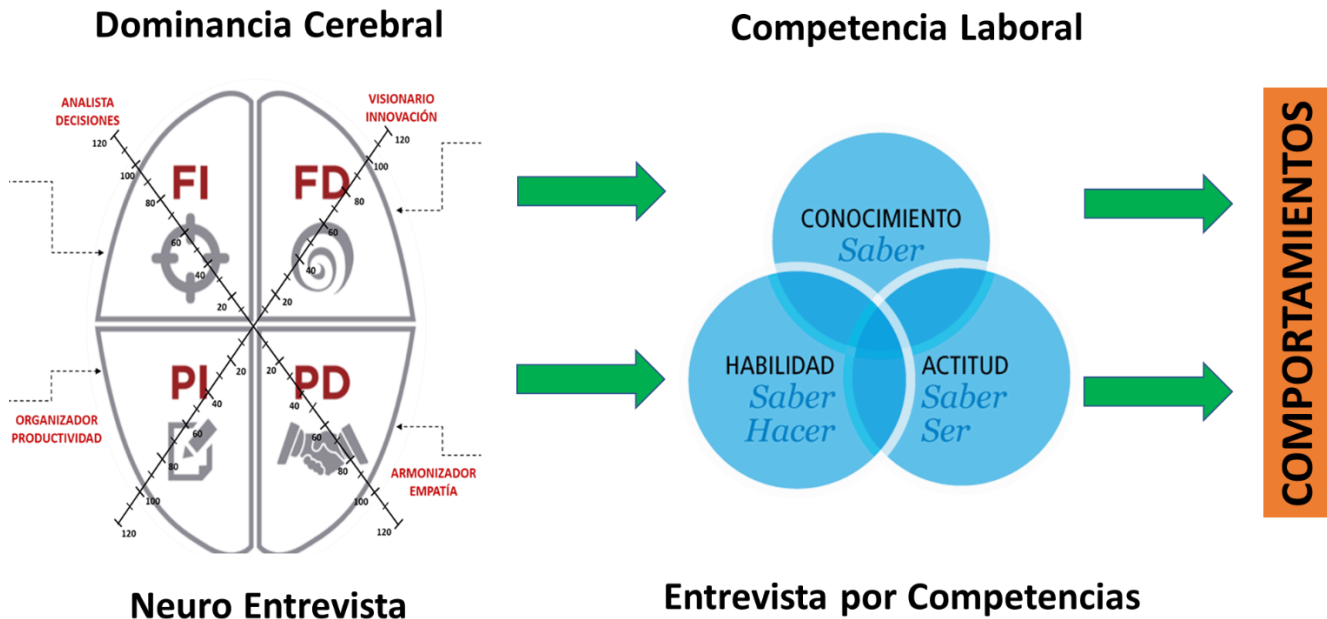 Dominancia Cerebral
Competencia Laboral
ANALISTA
DECISIONES
VISIONARIO
INNOVACIÓN
120
100
80
60
40
20
120
100
80
60
40
20
FI
FD
PI
PD
20
40
60
80
100
120
20
40
60
80
100
120
ORGANIZADOR
PRODUCTIVIDAD
ARMONIZADOR
EMPATÍA
CONOCIMIENTO
Saber
HABILIDAD
Saber
Hacer
ACTITUD
Saber
Ser
COMPORTAMIENTOS
Neuro Entrevista
Entrevista por Competencias